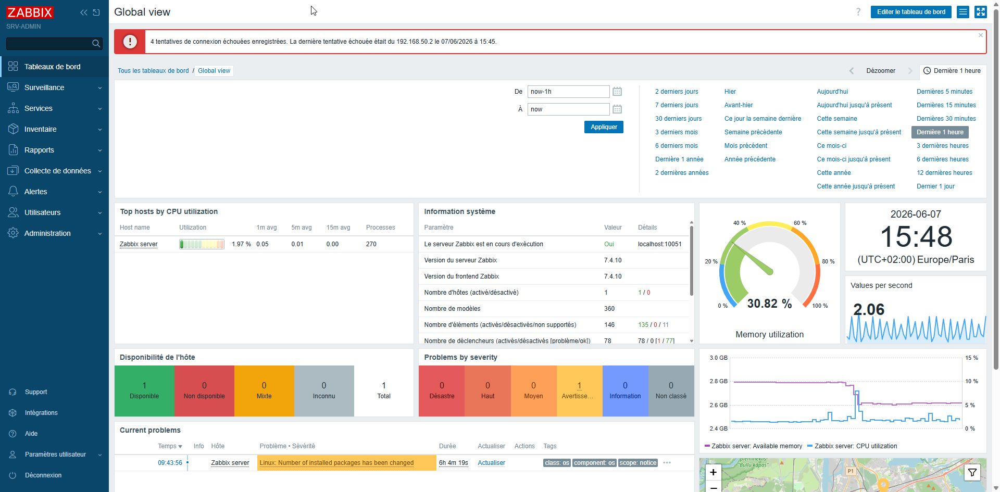 ZABBIX
SRV-ADMIN
Tableaux de bord
Surveillance
Services
Inventaire
Rapports
Collecte de données
Alertes
Utilisateurs
Administration
Support
Intégrations
Aide
Paramètres utilisateur
Déconnexion
Global view
? Editer le tableau de bord
4 tentatives de connexion échouées enregistrées. La dernière tentative échouée était du 192.168.50.2 le 07/06/2026 à 15:45.
Tous les tableaux de bord / Global view
Dézoomer Dernière 1 heure
De now-1h
À now
Appliquer
2 derniers jours Hier Aujourd'hui Dernières 5 minutes
7 derniers jours Avant-hier Aujourd'hui jusqu'à présent Dernières 15 minutes
30 derniers jours Ce jour la semaine dernière Cette semaine Dernières 30 minutes
3 derniers mois Semaine précédente Cette semaine jusqu'à présent Dernière 1 heure
6 derniers mois Mois précédent Ce mois-ci 3 dernières heures
Dernière 1 année Année précédente Ce mois-ci jusqu'à présent 6 dernières heures
2 dernières années Cette année 12 dernières heures
Cette année jusqu'à présent Dernier 1 jour
Top hosts by CPU utilization
Host name Utilization 1m avg 5m avg 15m avg Processes
Zabbix server 1.97 % 0.05 0.01 0.00 270
Information système
Paramètre Valeur Détails
Le serveur Zabbix est en cours d'exécution Oui localhost:10051
Version du serveur Zabbix 7.4.10
Version du frontend Zabbix 7.4.10
Nombre d'hôtes (activé/désactivé) 1 1 / 0
Nombre de modèles 360
Nombre d'éléments (activés/désactivés/non supportés) 146 135 / 0 / 11
Nombre de déclencheurs (activés/désactivés [problème/ok]) 78 78 / 0 [1 / 77]
0 %
20 %
40 %
60 %
80 %
100 %
30.82 %
Memory utilization
2026-06-07
15:48
(UTC+02:00) Europe/Paris
Values per second
2.06
Disponibilité de l'hôte
1 0 0 0 1
Disponible Non disponible Mixte Inconnu Total
Problems by severity
0 0 0 1 0 0
Désastre Haut Moyen Avertisse... Information Non classé
3.0 GB 15 %
2.8 GB 10 %
2.6 GB 5 %
2.4 GB 0 %
Zabbix server: Available memory Zabbix server: CPU utilization
Current problems
Temps Info Hôte Problème • Sévérité Durée Actualiser Actions Tags
09:43:56 Zabbix server Linux: Number of installed packages has been changed 6h 4m 19s Actualiser class: os component: os scope: notice
"Buļļu kāpas"
P1
+
−